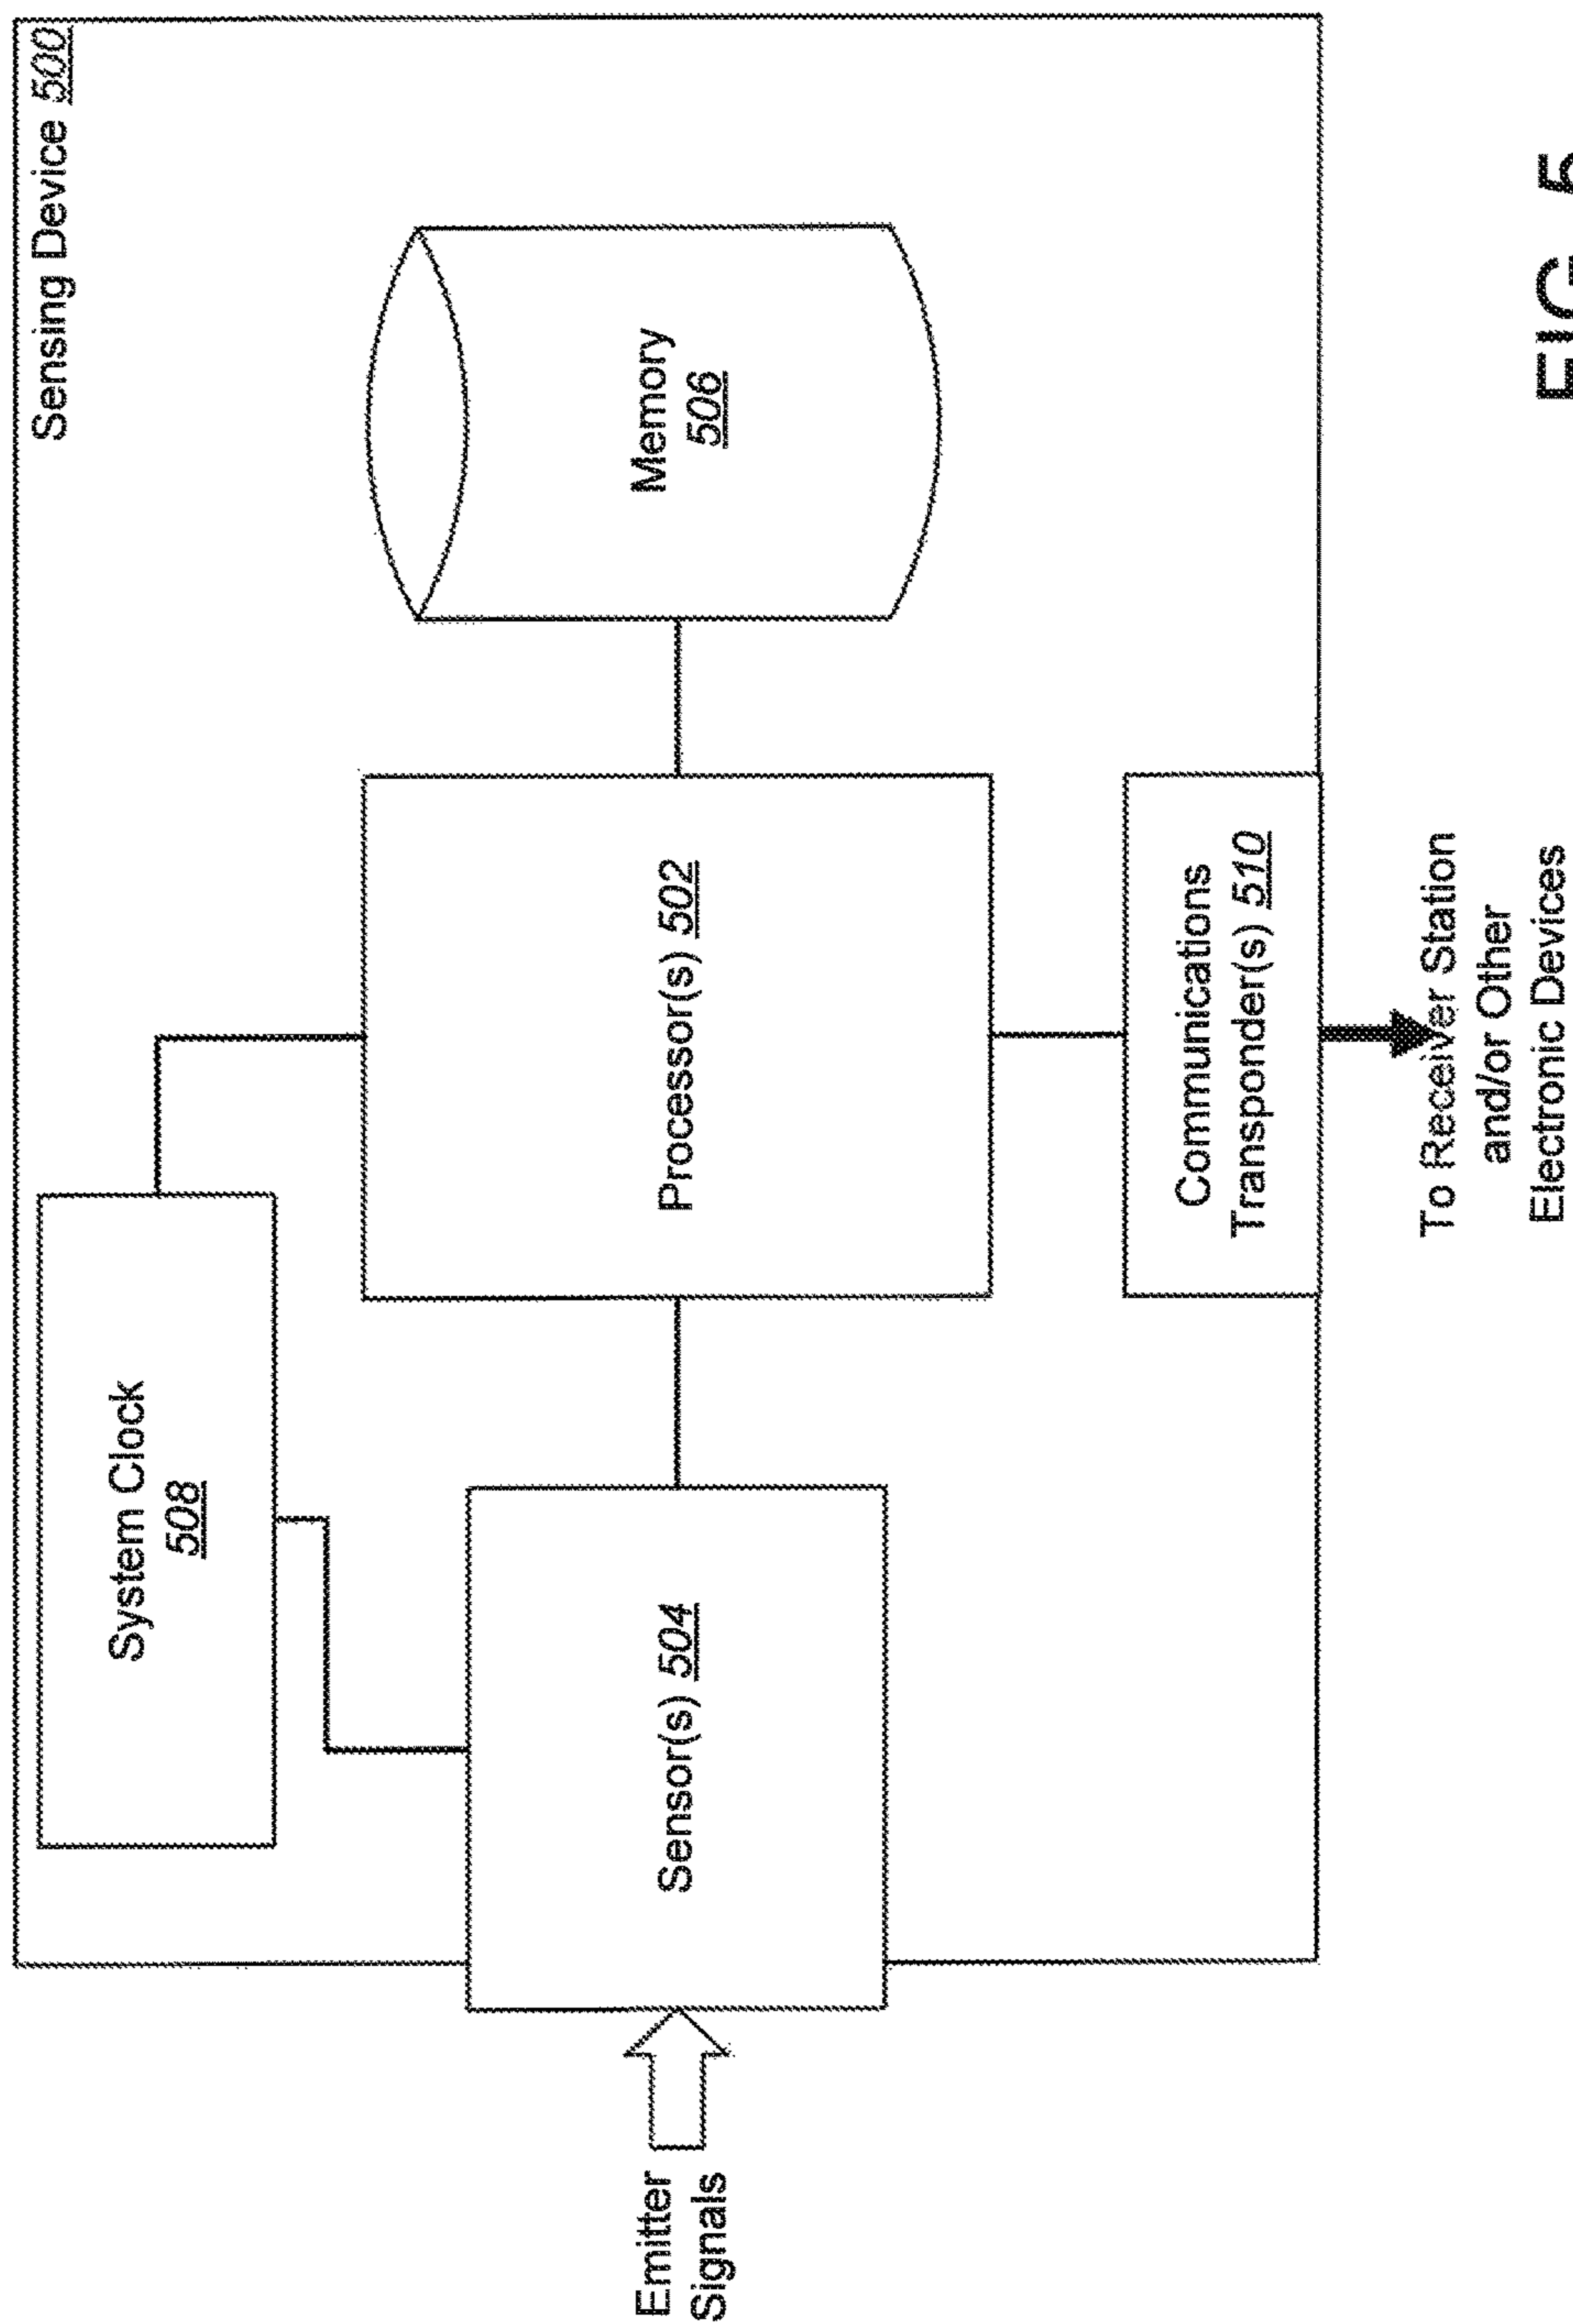 Sensing Device 500
System Clock
508
Emitter
Signals
Sensor(s) 504
Processor(s) 502
Memory
506
Communications
Transponder(s) 510
To Receiver Station
and/or Other
Electronic Devices
FIG. 5